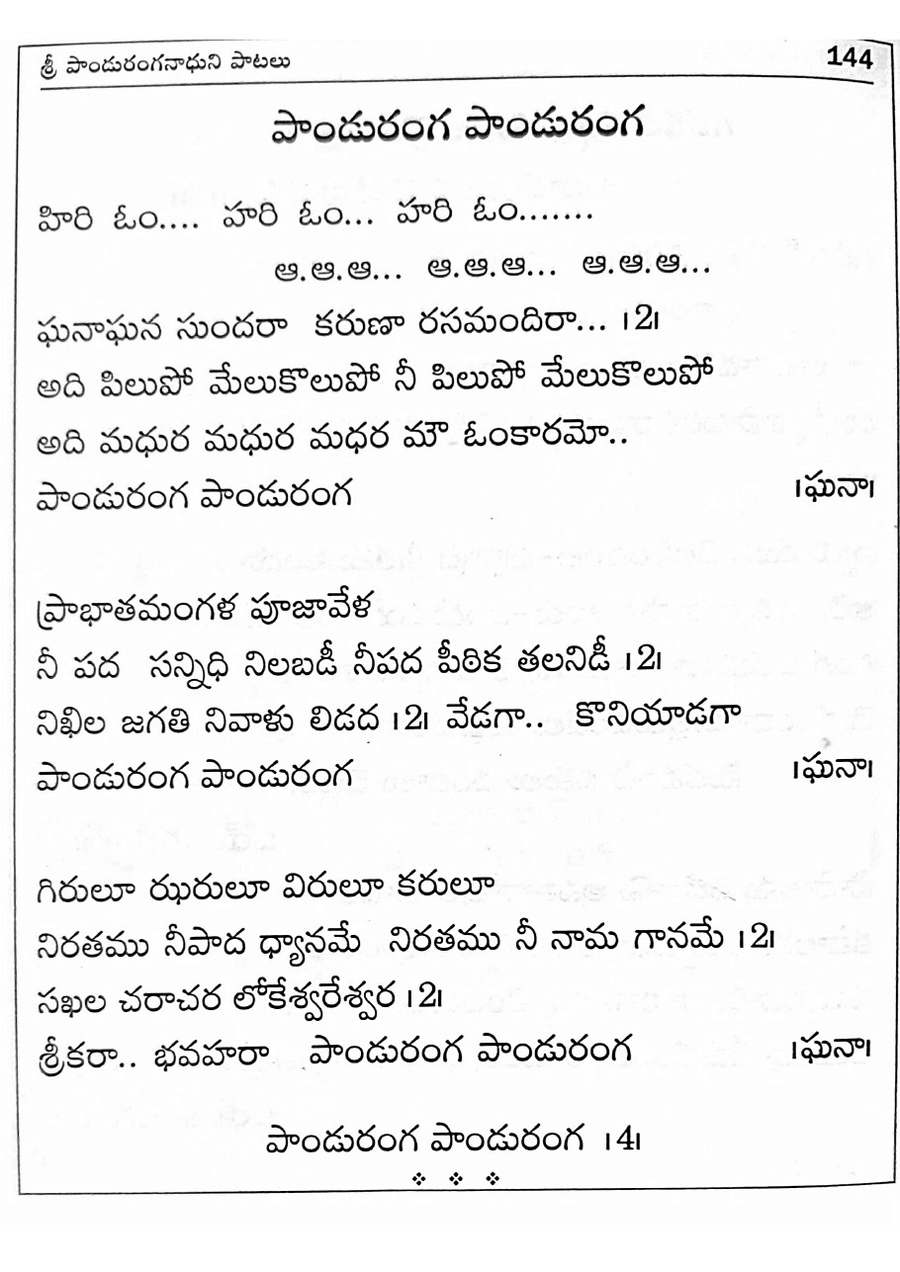 శ్రీ పాండురంగనాధుని పాటలు 144
పాండురంగ పాండురంగ
హిరి ఓం.... హరి ఓం... హరి ఓం.......
ఆ.ఆ.ఆ... ఆ.ఆ.ఆ... ఆ.ఆ.ఆ...
ఘనాఘన సుందరా కరుణా రసమందిరా... ।2।
అది పిలుపో మేలుకొలుపో నీ పిలుపో మేలుకొలుపో
అది మధుర మధుర మధర మౌ ఓంకారమో..
పాండురంగ పాండురంగ ।ఘనా।
ప్రాభాతమంగళ పూజావేళ
నీ పద సన్నిధి నిలబడీ నీపద పీఠిక తలనిడీ ।2।
నిఖిల జగతి నివాళు లిడద ।2। వేడగా.. కొనియాడగా
పాండురంగ పాండురంగ ।ఘనా।
గిరులూ ఝరులూ విరులూ కరులూ
నిరతము నీపాద ధ్యానమే నిరతము నీ నామ గానమే ।2।
సఖల చరాచర లోకేశ్వరేశ్వర ।2।
శ్రీకరా.. భవహరా పాండురంగ పాండురంగ ।ఘనా।
పాండురంగ పాండురంగ ।4।